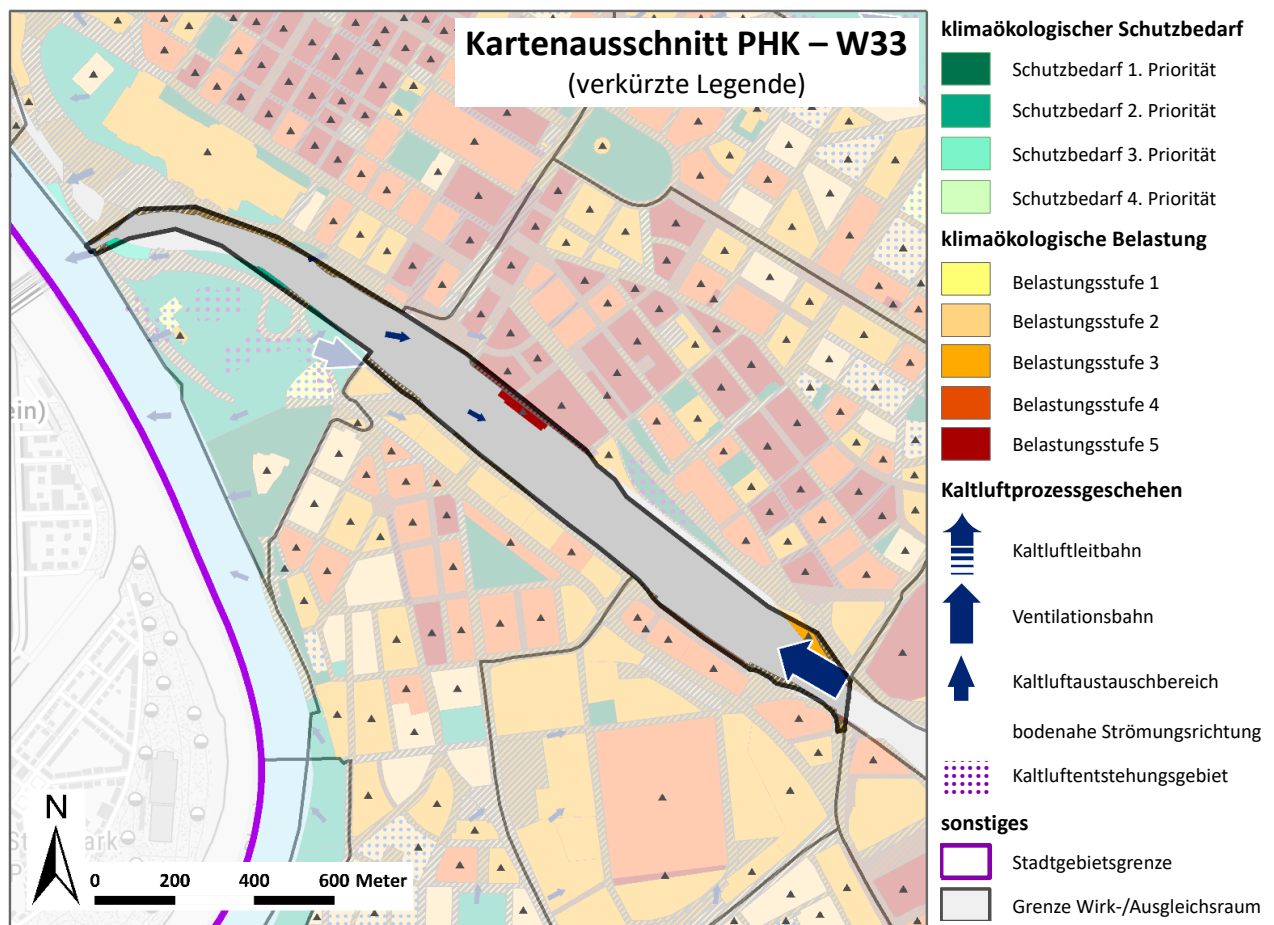 Kartenausschnitt PHK – W33
(verkürzte Legende)
klimaökologischer Schutzbedarf
Schutzbedarf 1. Priorität
Schutzbedarf 2. Priorität
Schutzbedarf 3. Priorität
Schutzbedarf 4. Priorität
klimaökologische Belastung
Belastungsstufe 1
Belastungsstufe 2
Belastungsstufe 3
Belastungsstufe 4
Belastungsstufe 5
Kaltluftprozessgeschehen
Kaltluftleitbahn
Ventilationsbahn
Kaltluftaustauschbereich
bodennahe Strömungsrichtung
Kaltluftentstehungsgebiet
sonstiges
Stadtgebietsgrenze
Grenze Wirk-/Ausgleichsraum
ein)
N
0 200 400 600 Meter